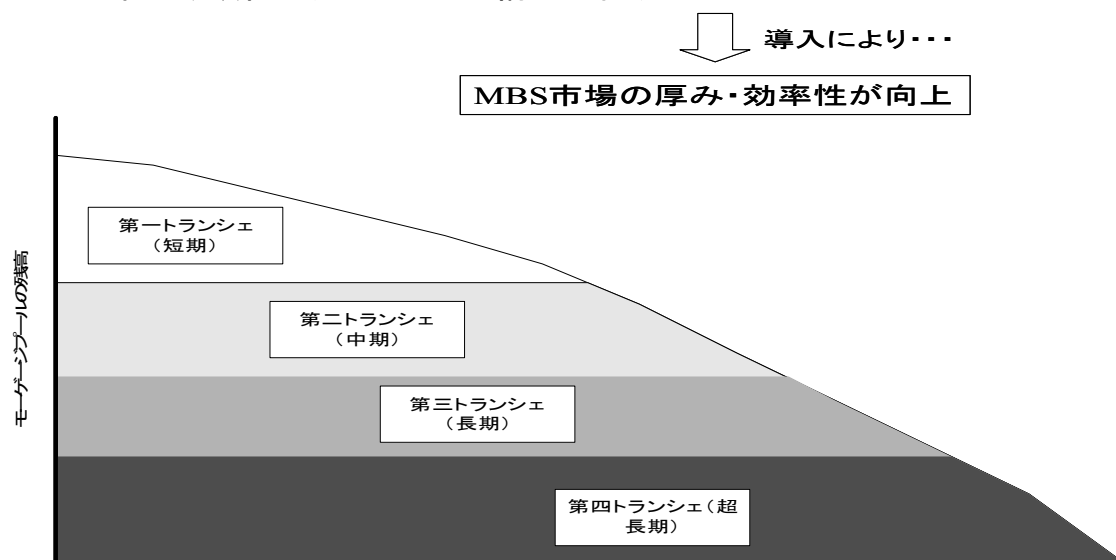 導入により・・・
MBS市場の厚み・効率性が向上
モーゲージプールの残高
第一トランシェ
（短期）
第二トランシェ
（中期）
第三トランシェ
（長期）
第四トランシェ（超
長期）